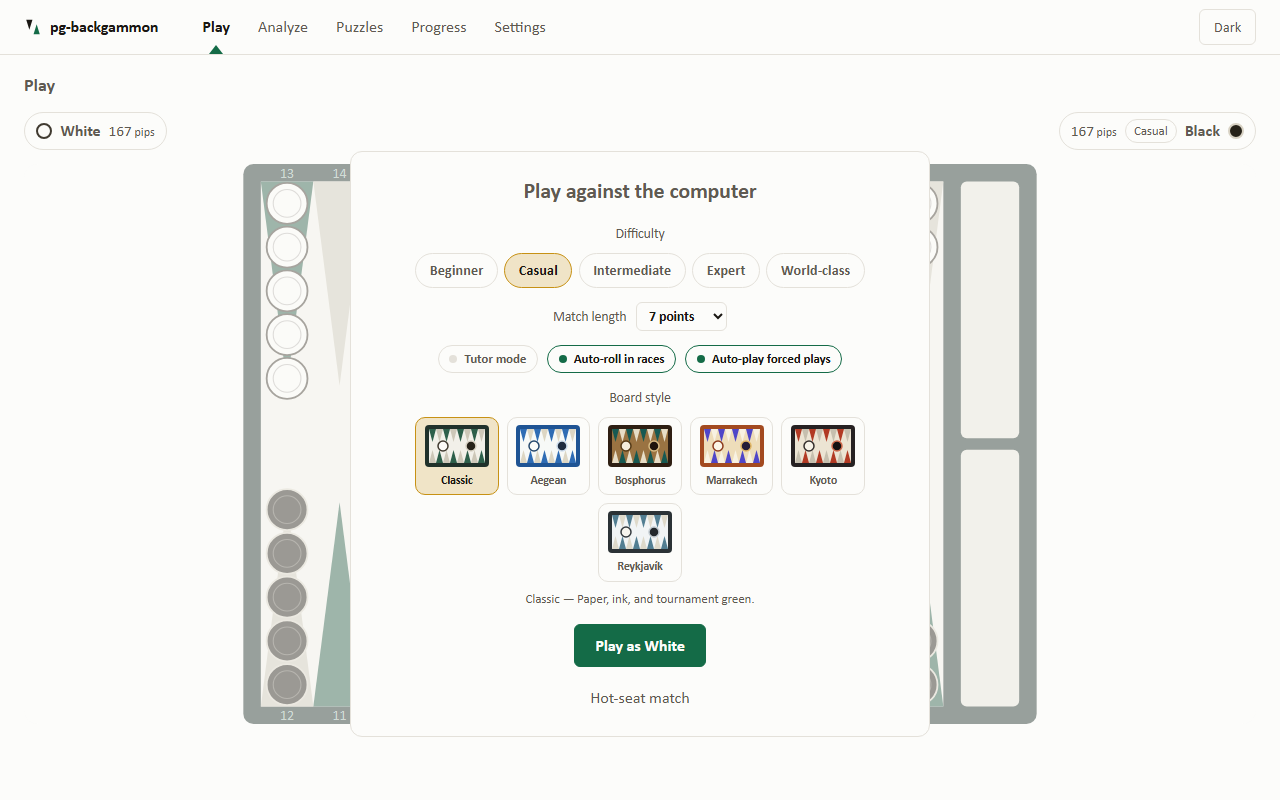 pg-backgammon Play Analyze Puzzles Progress Settings Dark
Play
White 167 pips
167 pips Casual Black
13 14
Play against the computer
Difficulty
Beginner Casual Intermediate Expert World-class
Match length 7 points
Tutor mode Auto-roll in races Auto-play forced plays
Board style
Classic Aegean Bosphorus Marrakech Kyoto
Reykjavík
Classic — Paper, ink, and tournament green.
Play as White
Hot-seat match
12 11